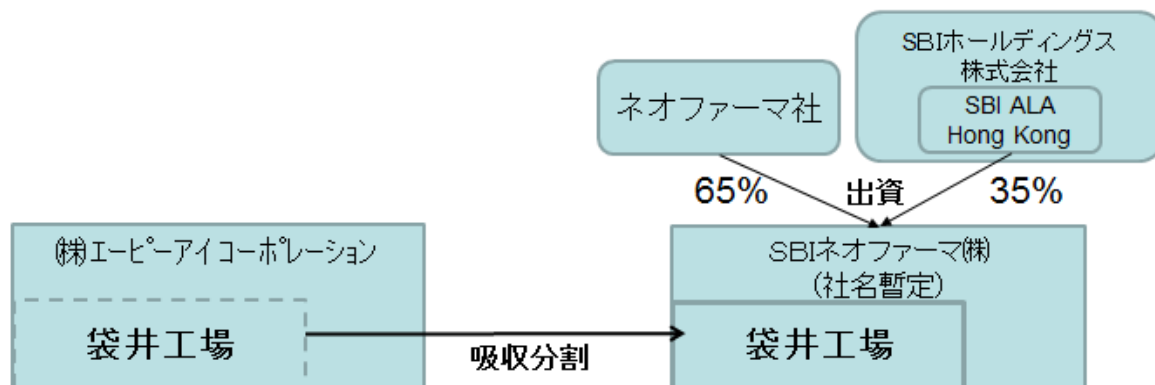 SBIホールディングス
株式会社
SBI ALA
Hong Kong
ネオファーマ社
65%
出資
35%
㈱エーピーアイコーポレーション
袋井工場
吸収分割
SBIネオファーマ㈱
(社名暫定)
袋井工場